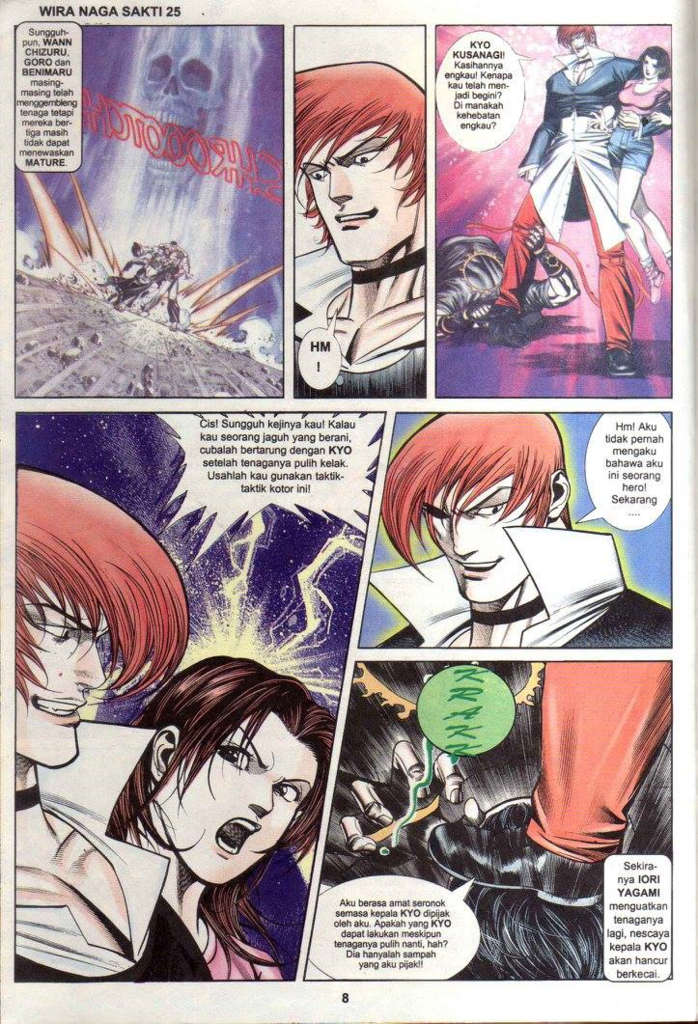 WIRA NAGA SAKTI 25
Sungguh-
pun, WANN
CHIZURU,
GORO dan
BENIMARU
masing-
masing telah
menggembleng
tenaga tetapi
mereka ber-
tiga masih
tidak dapat
menewaskan
MATURE.
HM
!
KYO
KUSANAGI!
Kasihannya
engkau! Kenapa
kau telah men-
jadi begini?
Di manakah
kehebatan
engkau?
Cis! Sungguh kejinya kau! Kalau
kau seorang jaguh yang berani,
cubalah bertarung dengan KYO
setelah tenaganya pulih kelak.
Usahlah kau gunakan taktik-
taktik kotor ini!
Hm! Aku
tidak pernah
mengaku
bahawa aku
ini seorang
hero!
Sekarang
....
Aku berasa amat seronok
semasa kepala KYO dipijak
oleh aku. Apakah yang KYO
dapat lakukan meskipun
tenaganya pulih nanti, hah?
Dia hanyalah sampah
yang aku pijak!!
Sekira-
nya IORI
YAGAMI
menguatkan
tenaganya
lagi, nescaya
kepala KYO
akan hancur
berkecai.
8